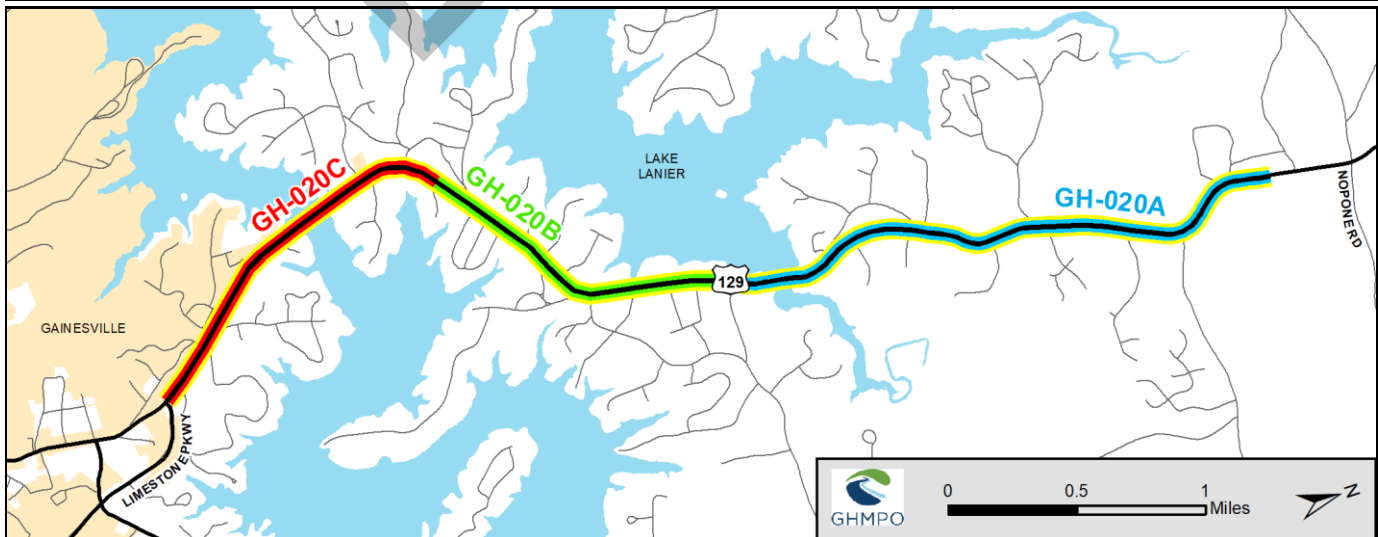 GH-020C
GH-020B
LAKE
LANIER
GH-020A
NOPONE RD
129
GAINESVILLE
LIMESTONE PKWY
GHMPO
0 0.5 1
Miles
N